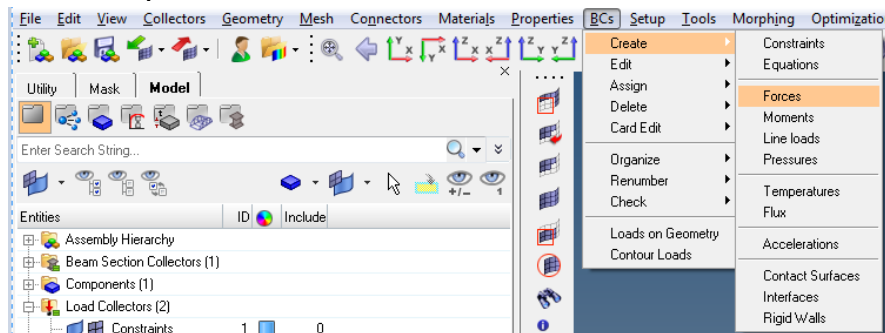 File Edit View Collectors Geometry Mesh Connectors Materials Properties BCs Setup Tools Morphing Optimizatio
Utility Mask Model
Enter Search String...
Entities ID Include
Assembly Hierarchy
Beam Section Collectors (1)
Components (1)
Load Collectors (2)
Constraints 1 0
Create
Edit
Assign
Delete
Card Edit
Organize
Renumber
Check
Loads on Geometry
Contour Loads
Constraints
Equations
Forces
Moments
Line loads
Pressures
Temperatures
Flux
Accelerations
Contact Surfaces
Interfaces
Rigid Walls